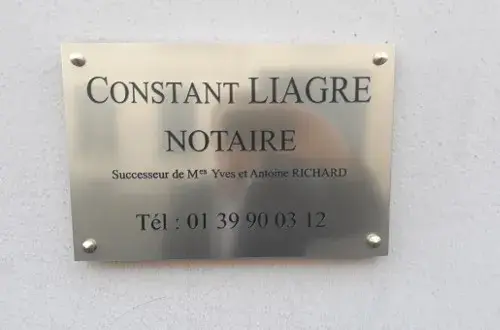 CONSTANT LIAGRE
NOTAIRE
Successeur de Mes Yves et Antoine RICHARD
Tél : 01 39 90 03 12